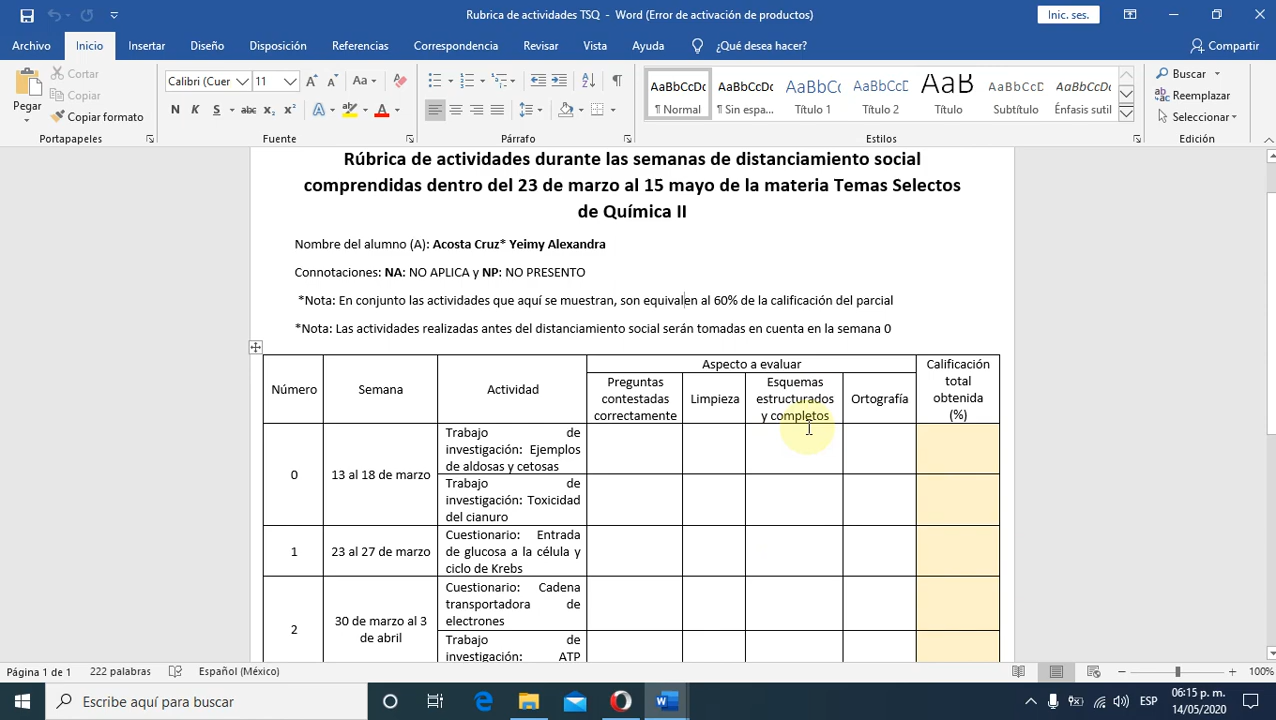 Rubrica de actividades TSQ - Word (Error de activación de productos)
Inic. ses.
Archivo Inicio Insertar Diseño Disposición Referencias Correspondencia Revisar Vista Ayuda ¿Qué desea hacer? Compartir
Pegar
Cortar
Copiar
Copiar formato
Portapapeles
Calibri (Cuer 11
Aa
N K S abc x₂ x²
Fuente
Párrafo
AaBbCcDc
¶ Normal
AaBbCcDc
¶ Sin espa...
AaBbCc
Título 1
AaBbCcD
Título 2
AaB
Título
AaBbCcD
Subtítulo
AaBbCcDc
Énfasis sutil
Estilos
Buscar
Reemplazar
Seleccionar
Edición
Rúbrica de actividades durante las semanas de distanciamiento social
comprendidas dentro del 23 de marzo al 15 mayo de la materia Temas Selectos
de Química II
Nombre del alumno (A): Acosta Cruz* Yeimy Alexandra
Connotaciones: NA: NO APLICA y NP: NO PRESENTO
*Nota: En conjunto las actividades que aquí se muestran, son equivalen al 60% de la calificación del parcial
*Nota: Las actividades realizadas antes del distanciamiento social serán tomadas en cuenta en la semana 0
Número
Semana
Actividad
Aspecto a evaluar
Preguntas
contestadas
correctamente
Limpieza
Esquemas
estructurados
y completos
Ortografía
Calificación
total
obtenida
(%)
0
13 al 18 de marzo
Trabajo de
investigación: Ejemplos
de aldosas y cetosas
Trabajo de
investigación: Toxicidad
del cianuro
1
23 al 27 de marzo
Cuestionario: Entrada
de glucosa a la célula y
ciclo de Krebs
2
30 de marzo al 3
de abril
Cuestionario: Cadena
transportadora de
electrones
Trabajo de
investigación: ATP
Página 1 de 1 222 palabras Español (México) 100%
Escribe aquí para buscar
ESP
06:15 p. m.
14/05/2020